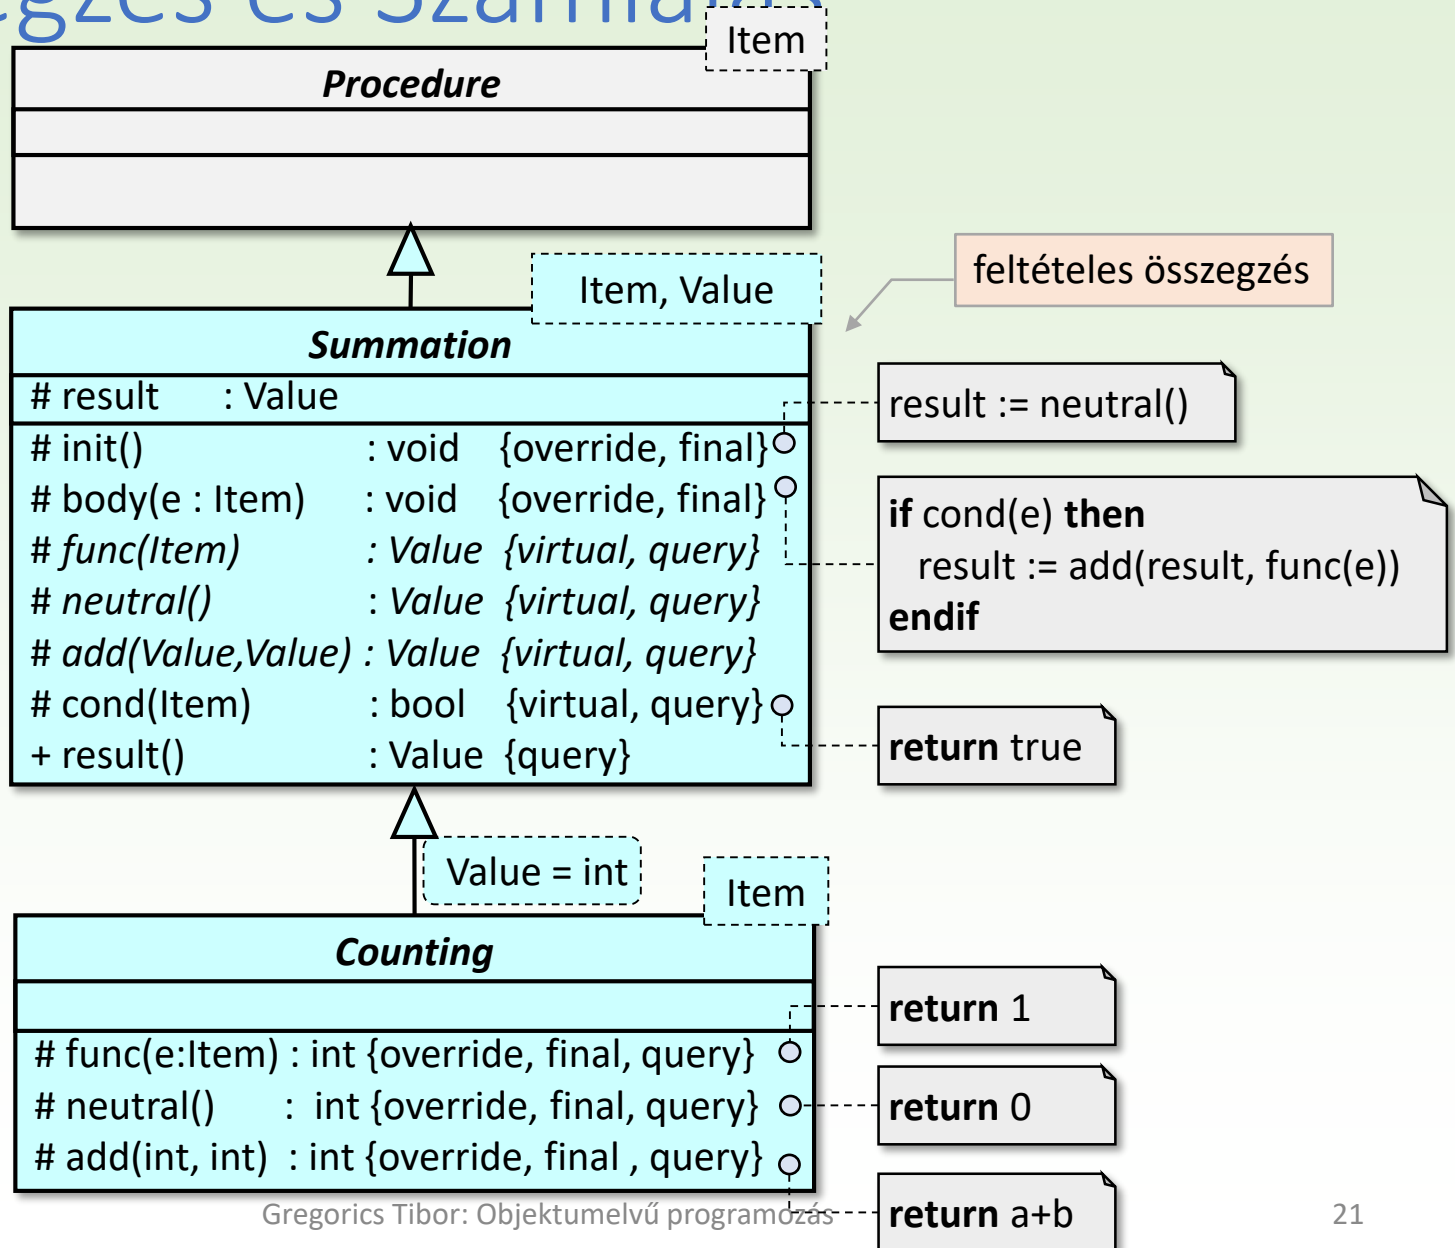 Item
Procedure
Item, Value
feltételes összegzés
Summation
# result : Value
result := neutral()
# init() : void {override, final}
# body(e : Item) : void {override, final}
# func(Item) : Value {virtual, query}
# neutral() : Value {virtual, query}
# add(Value,Value) : Value {virtual, query}
# cond(Item) : bool {virtual, query}
+ result() : Value {query}
if cond(e) then
result := add(result, func(e))
endif
return true
Value = int
Item
Counting
# func(e:Item) : int {override, final, query}
# neutral() : int {override, final, query}
# add(int, int) : int {override, final , query}
return 1
return 0
return a+b
Gregorics Tibor: Objektumelvű programozás
21